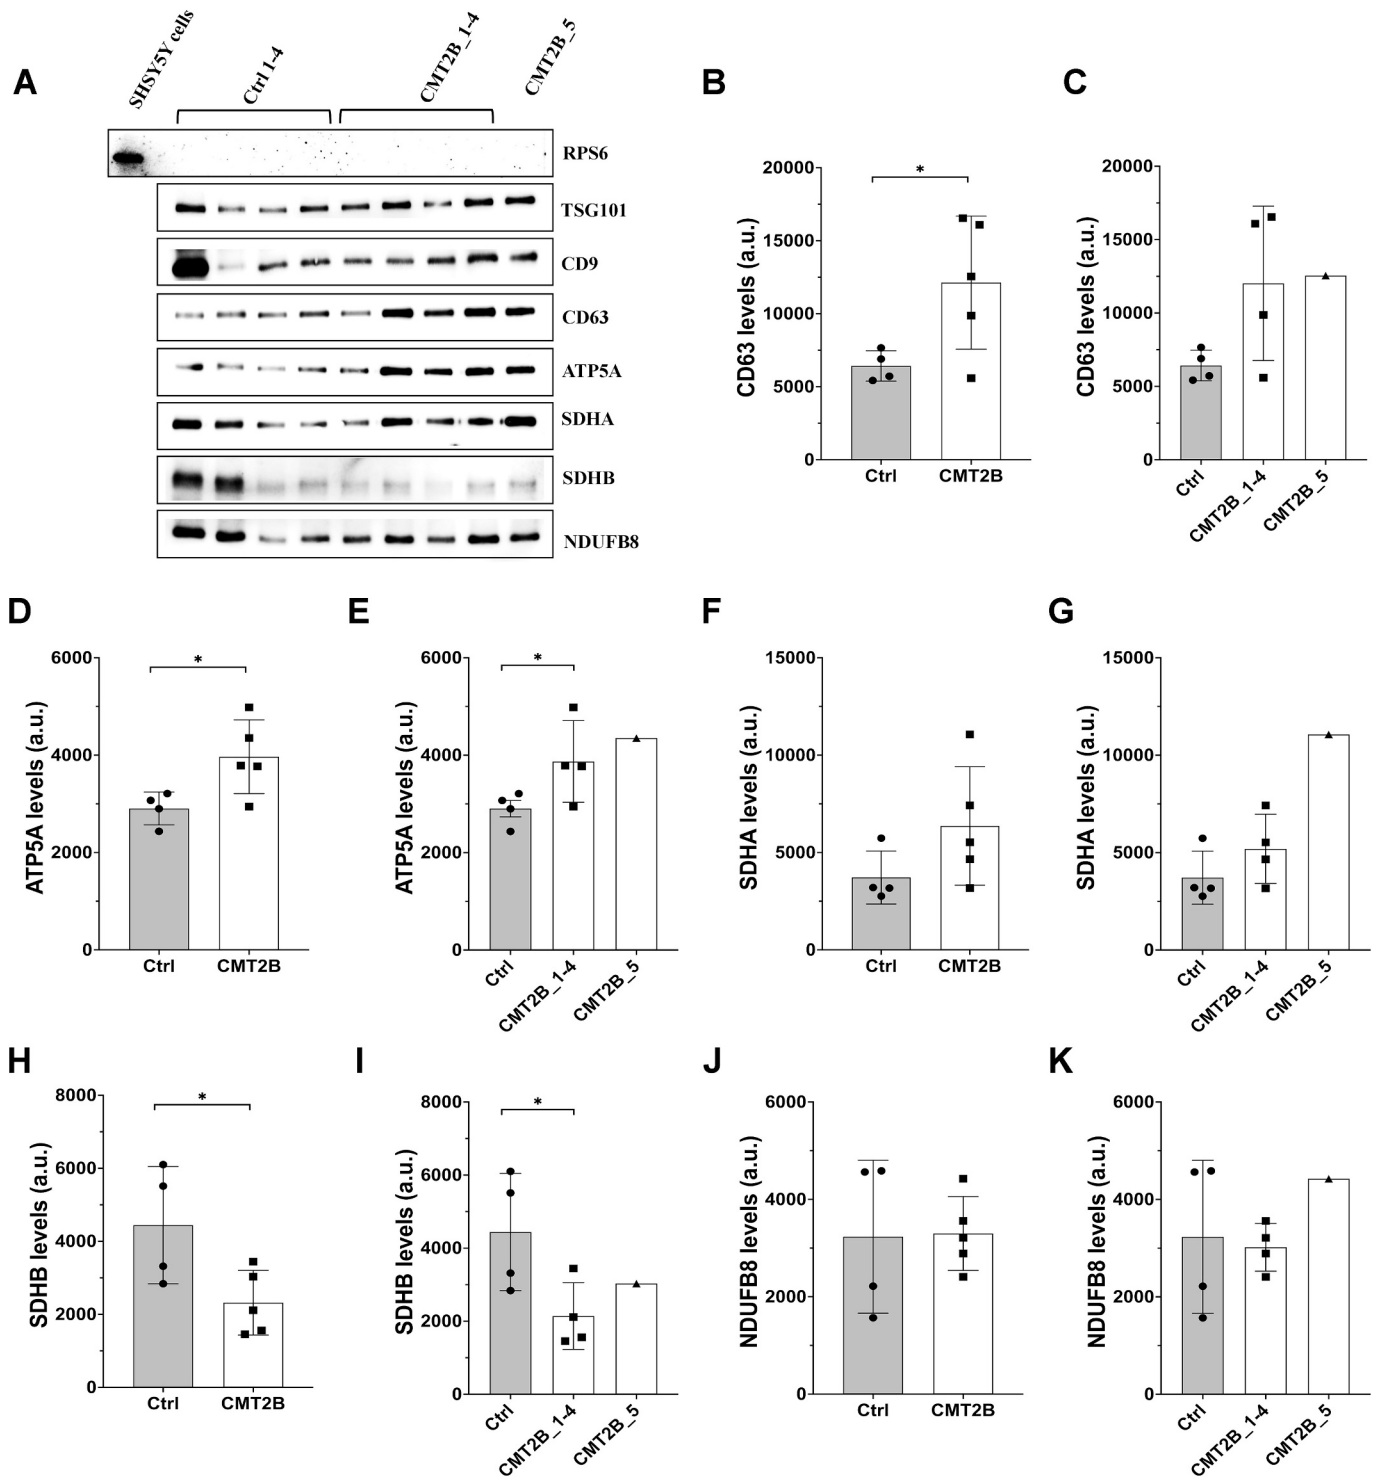 A
SHSY5Y cells
Ctrl 1-4
CMT2B_1-4
CMT2B_5
RPS6
TSG101
CD9
CD63
ATP5A
SDHA
SDHB
NDUFB8
B
CD63 levels (a.u.)
20000
15000
10000
5000
0
*
Ctrl
CMT2B
C
CD63 levels (a.u.)
20000
15000
10000
5000
0
Ctrl
CMT2B_1-4
CMT2B_5
D
ATP5A levels (a.u.)
6000
4000
2000
0
*
Ctrl
CMT2B
E
ATP5A levels (a.u.)
6000
4000
2000
0
*
Ctrl
CMT2B_1-4
CMT2B_5
F
SDHA levels (a.u.)
15000
10000
5000
0
Ctrl
CMT2B
G
SDHA levels (a.u.)
15000
10000
5000
0
Ctrl
CMT2B_1-4
CMT2B_5
H
SDHB levels (a.u.)
8000
6000
4000
2000
0
*
Ctrl
CMT2B
I
SDHB levels (a.u.)
8000
6000
4000
2000
0
*
Ctrl
CMT2B_1-4
CMT2B_5
J
NDUFB8 levels (a.u.)
6000
4000
2000
0
Ctrl
CMT2B
K
NDUFB8 levels (a.u.)
6000
4000
2000
0
Ctrl
CMT2B_1-4
CMT2B_5